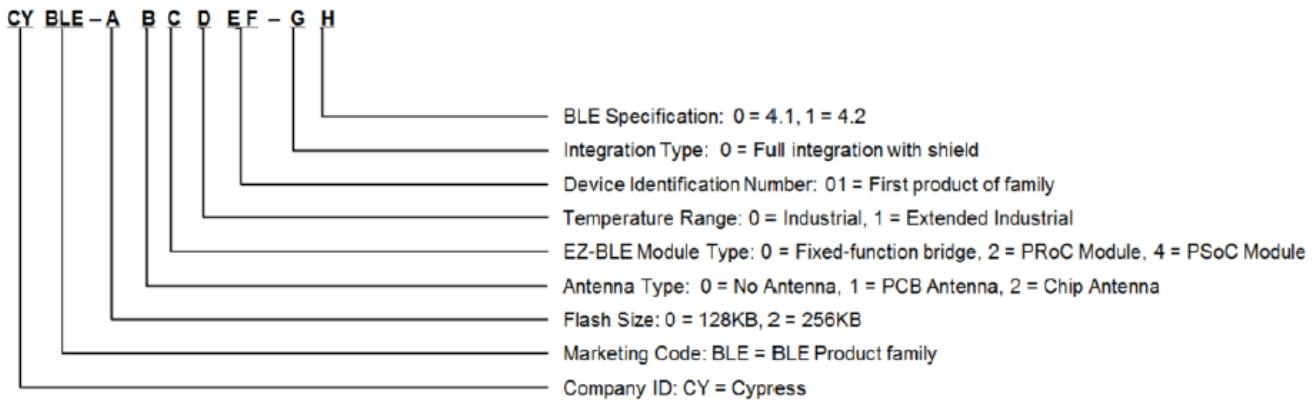 CY BLE – A B C D EF – G H
BLE Specification: 0 = 4.1, 1 = 4.2
Integration Type: 0 = Full integration with shield
Device Identification Number: 01 = First product of family
Temperature Range: 0 = Industrial, 1 = Extended Industrial
EZ-BLE Module Type: 0 = Fixed-function bridge, 2 = PRoC Module, 4 = PSoC Module
Antenna Type: 0 = No Antenna, 1 = PCB Antenna, 2 = Chip Antenna
Flash Size: 0 = 128KB, 2 = 256KB
Marketing Code: BLE = BLE Product family
Company ID: CY = Cypress